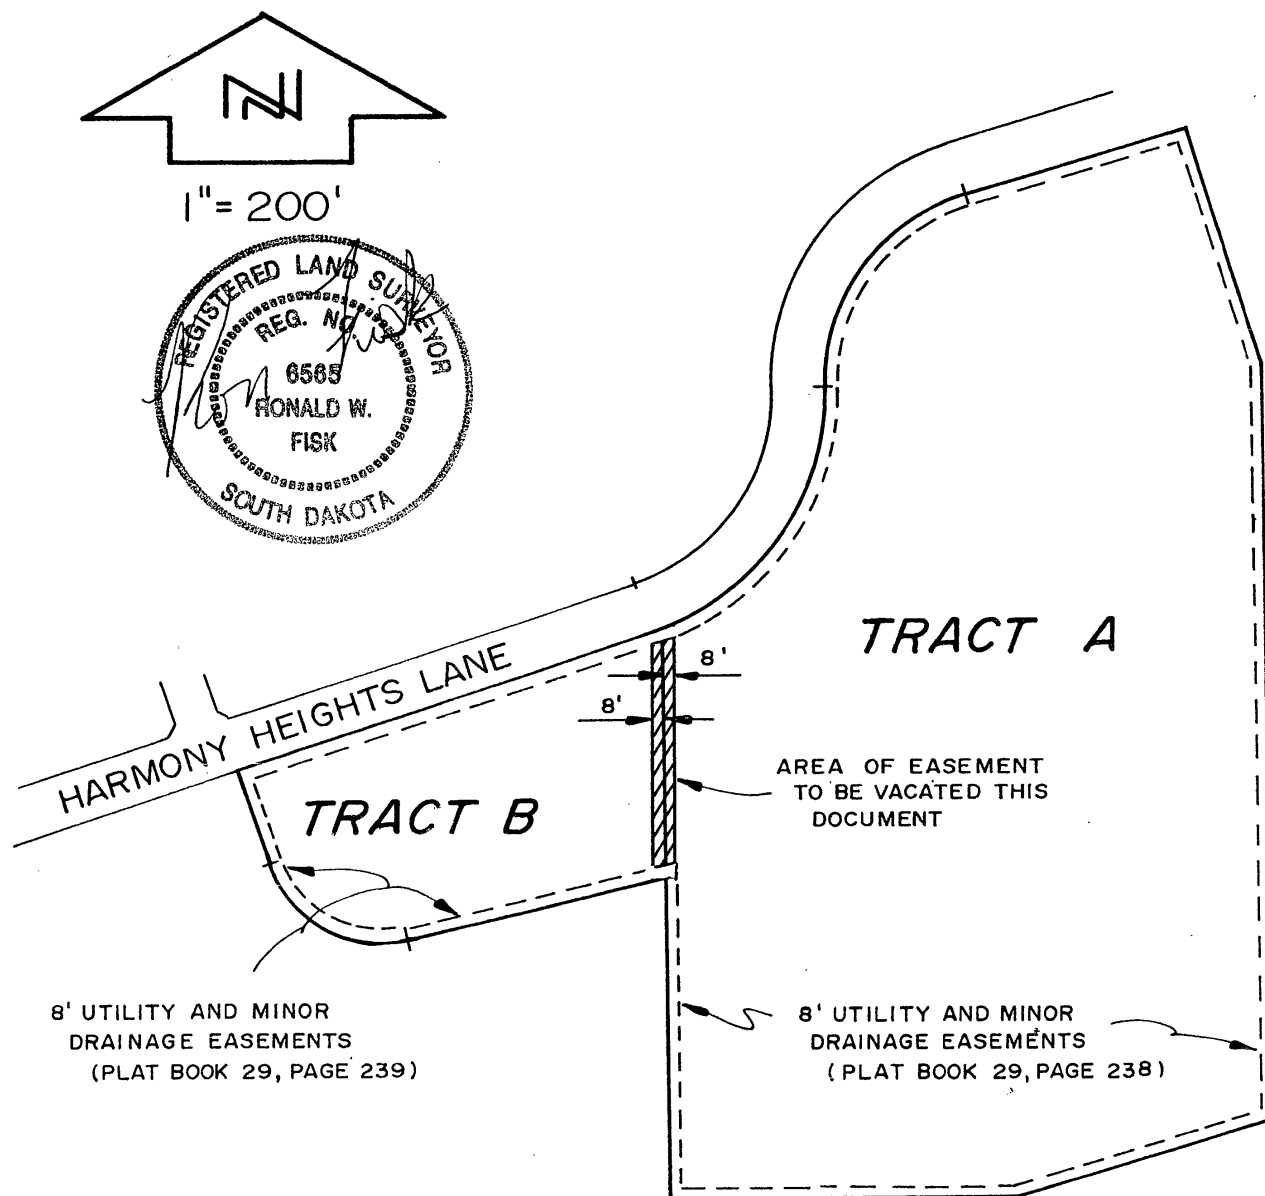 N
1"= 200'
REGISTERED LAND SURVEYOR
REG. NO.
6565
RONALD W.
FISK
SOUTH DAKOTA
HARMONY HEIGHTS LANE
TRACT A
8'
8'
AREA OF EASEMENT
TO BE VACATED THIS
DOCUMENT
TRACT B
8' UTILITY AND MINOR
DRAINAGE EASEMENTS
(PLAT BOOK 29, PAGE 239)
8' UTILITY AND MINOR
DRAINAGE EASEMENTS
(PLAT BOOK 29, PAGE 238)